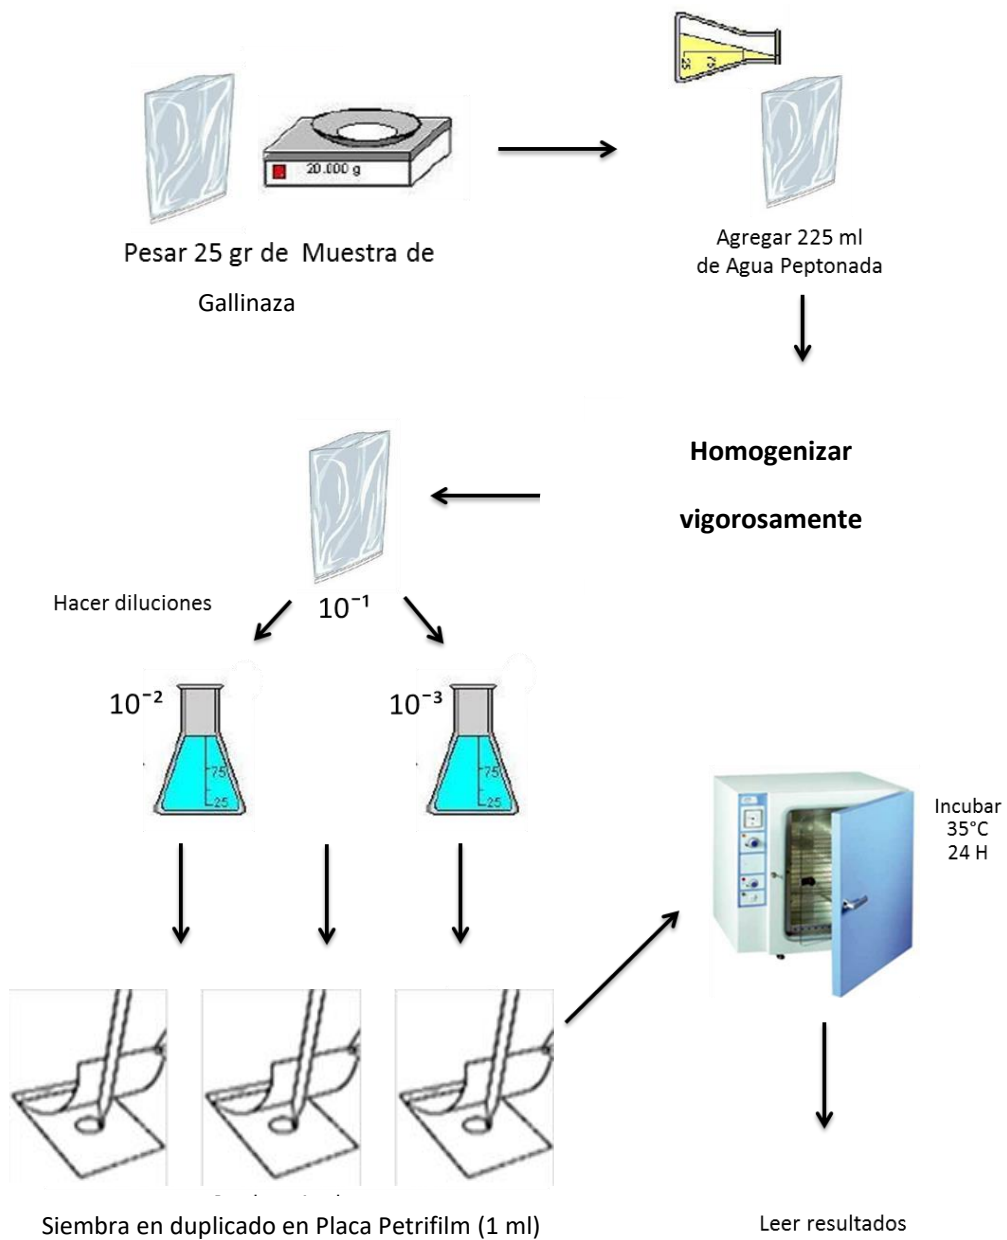 20.000 g
Pesar 25 gr de Muestra de
Gallinaza
75
25
Agregar 225 ml
de Agua Peptonada
Homogenizar
vigorosamente
Hacer diluciones
10⁻¹
10⁻²
75
25
10⁻³
75
25
Incubar
35°C
24 H
Siembra en duplicado en Placa Petrifilm (1 ml)
Leer resultados